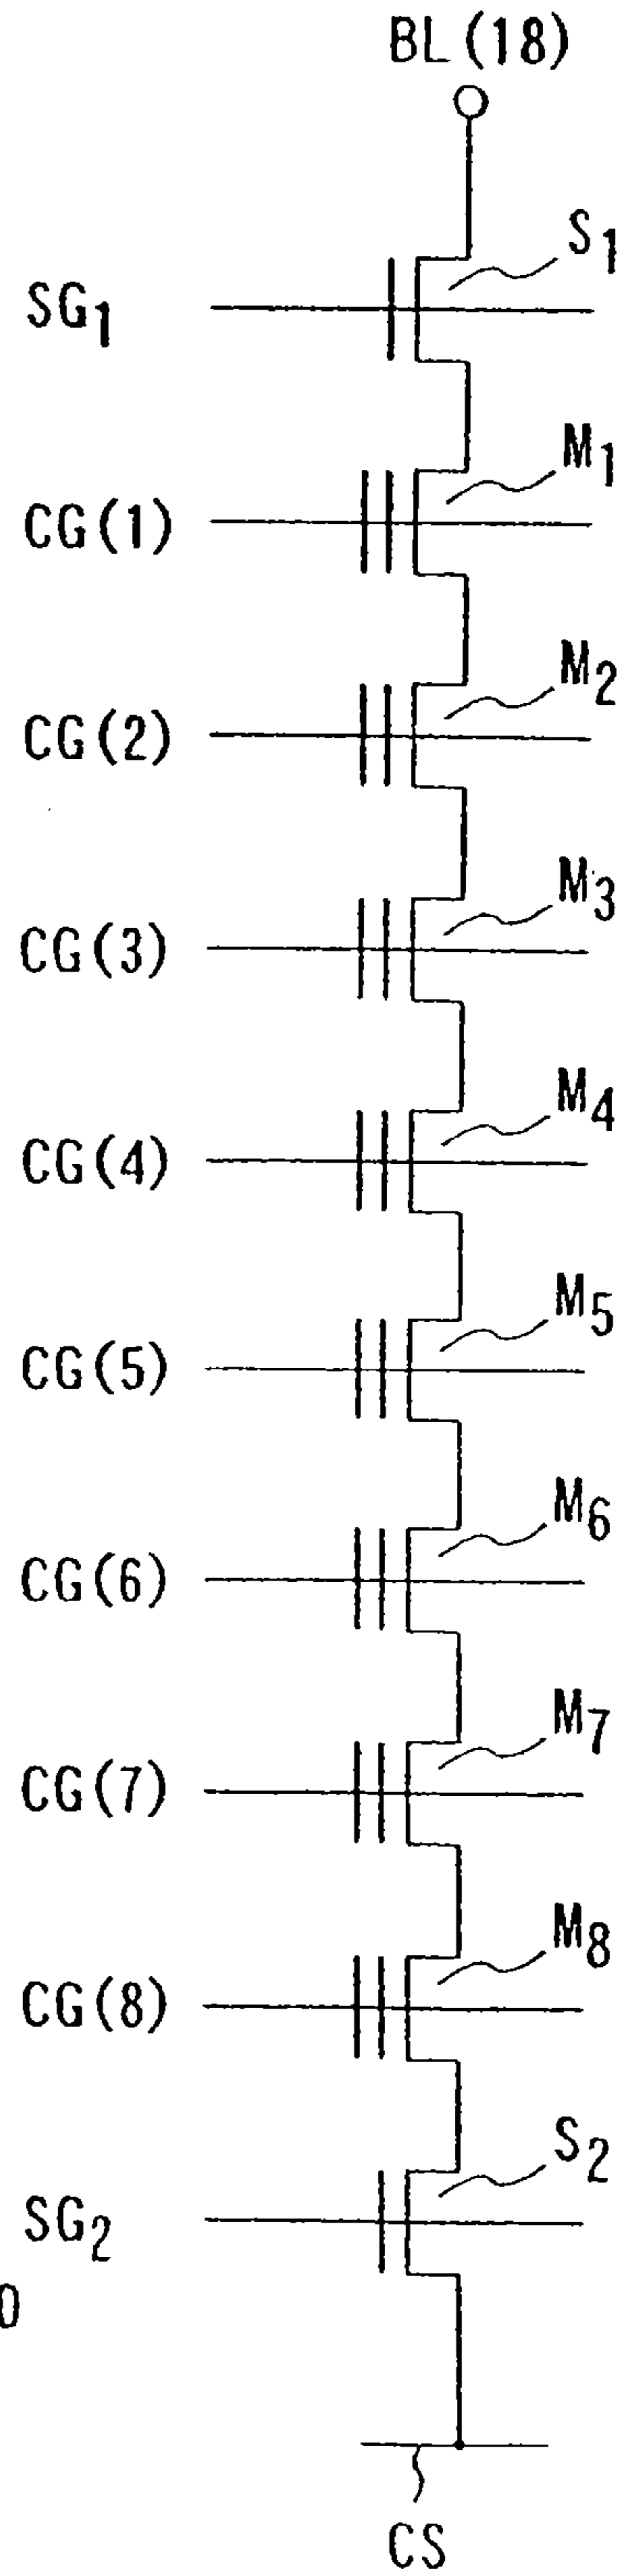 BL(18)
S1
SG1
M1
CG(1)
M2
CG(2)
M3
CG(3)
M4
CG(4)
M5
CG(5)
M6
CG(6)
M7
CG(7)
M8
CG(8)
S2
SG2
0
CS